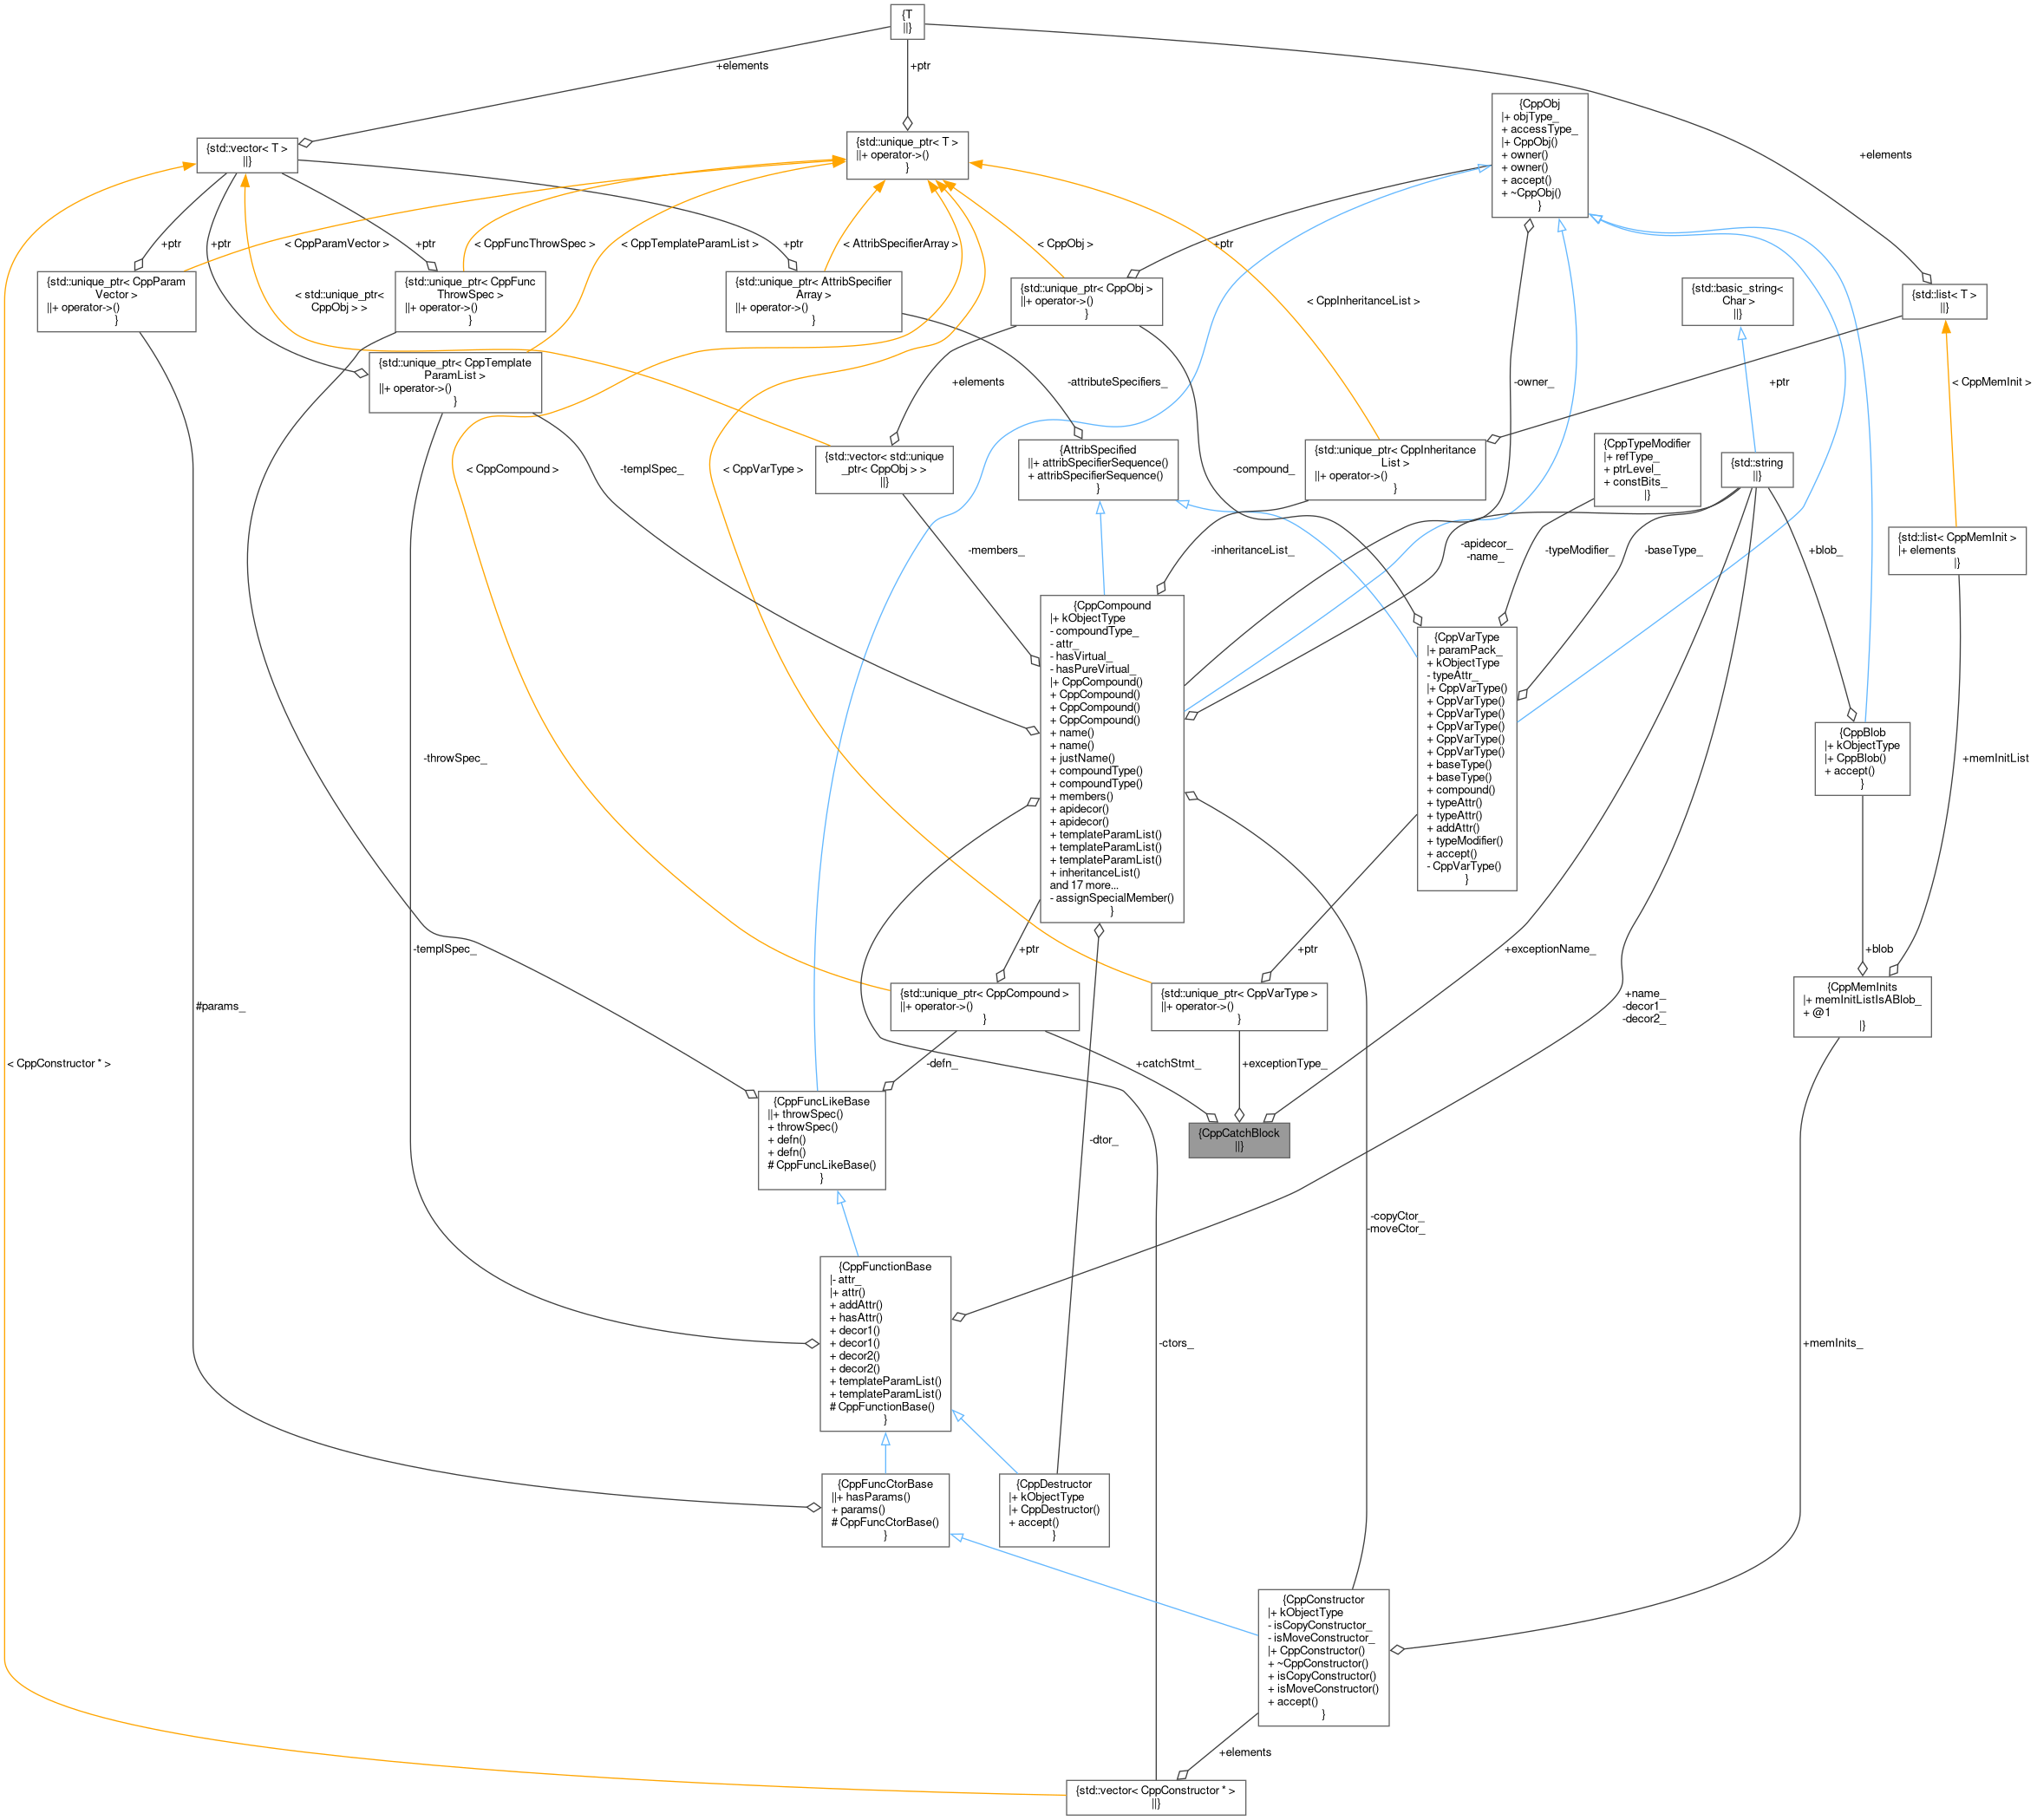 {T
||}
+elements
+ptr
{CppObj
|+ objType_
+ accessType_
|+ CppObj()
+ owner()
+ owner()
+ accept()
+ ~CppObj()
}
{std::vector< T >
||}
{std::unique_ptr< T >
||+ operator->()
}
+elements
+ptr
+ptr
+ptr
+ptr
+ptr
< CppParamVector >
< CppFuncThrowSpec >
< CppTemplateParamList >
< AttribSpecifierArray >
< CppObj >
{std::unique_ptr< CppParam
Vector >
||+ operator->()
}
< std::unique_ptr<
CppObj > >
{std::unique_ptr< CppFunc
ThrowSpec >
||+ operator->()
}
{std::unique_ptr< AttribSpecifier
Array >
||+ operator->()
}
{std::unique_ptr< CppObj >
||+ operator->()
}
< CppInheritanceList >
{std::basic_string<
Char >
||}
{std::list< T >
||}
{std::unique_ptr< CppTemplate
ParamList >
||+ operator->()
}
+elements
-attributeSpecifiers_
-owner_
+ptr
< CppMemInit >
< CppCompound >
-templSpec_
< CppVarType >
{std::vector< std::unique
_ptr< CppObj > >
||}
{AttribSpecified
||+ attribSpecifierSequence()
+ attribSpecifierSequence()
}
-compound_
{std::unique_ptr< CppInheritance
List >
||+ operator->()
}
{CppTypeModifier
|+ refType_
+ ptrLevel_
+ constBits_
|}
{std::string
||}
-members_
-inheritanceList_
-apidecor_
-name_
-typeModifier_
-baseType_
+blob_
{std::list< CppMemInit >
|+ elements
|}
{CppCompound
|+ kObjectType
- compoundType_
- attr_
- hasVirtual_
- hasPureVirtual_
|+ CppCompound()
+ CppCompound()
+ CppCompound()
+ CppCompound()
+ name()
+ name()
+ justName()
+ compoundType()
+ compoundType()
+ members()
+ apidecor()
+ apidecor()
+ templateParamList()
+ templateParamList()
+ templateParamList()
+ inheritanceList()
and 17 more...
- assignSpecialMember()
}
{CppVarType
|+ paramPack_
+ kObjectType
- typeAttr_
|+ CppVarType()
+ CppVarType()
+ CppVarType()
+ CppVarType()
+ CppVarType()
+ CppVarType()
+ baseType()
+ baseType()
+ compound()
+ typeAttr()
+ typeAttr()
+ addAttr()
+ typeModifier()
+ accept()
- CppVarType()
}
{CppBlob
|+ kObjectType
|+ CppBlob()
+ accept()
}
-throwSpec_
+memInitList
-templSpec_
+ptr
+ptr
+exceptionName_
+blob
#params_
{std::unique_ptr< CppCompound >
||+ operator->()
}
{std::unique_ptr< CppVarType >
||+ operator->()
}
+name_
-decor1_
-decor2_
{CppMemInits
|+ memInitListIsABlob_
+ @1
|}
< CppConstructor * >
-defn_
+catchStmt_
+exceptionType_
{CppFuncLikeBase
||+ throwSpec()
+ throwSpec()
+ defn()
+ defn()
# CppFuncLikeBase()
}
-dtor_
{CppCatchBlock
||}
-copyCtor_
-moveCtor_
{CppFunctionBase
|- attr_
|+ attr()
+ addAttr()
+ hasAttr()
+ decor1()
+ decor1()
+ decor2()
+ decor2()
+ templateParamList()
+ templateParamList()
# CppFunctionBase()
}
-ctors_
+memInits_
{CppFuncCtorBase
||+ hasParams()
+ params()
# CppFuncCtorBase()
}
{CppDestructor
|+ kObjectType
|+ CppDestructor()
+ accept()
}
{CppConstructor
|+ kObjectType
- isCopyConstructor_
- isMoveConstructor_
|+ CppConstructor()
+ ~CppConstructor()
+ isCopyConstructor()
+ isMoveConstructor()
+ accept()
}
+elements
{std::vector< CppConstructor * >
||}